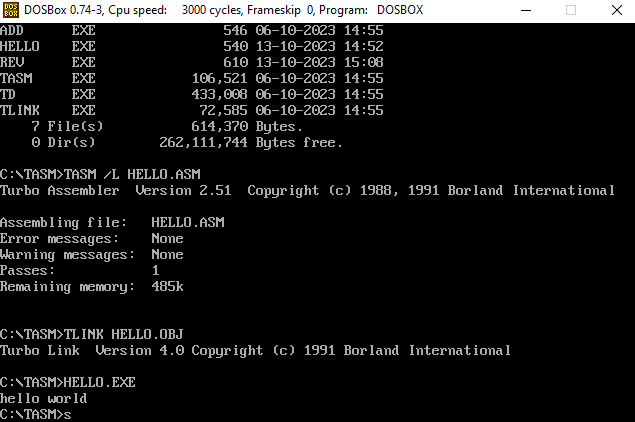 DOSBox 0.74-3, Cpu speed: 3000 cycles, Frameskip 0, Program: DOSBOX
ADD EXE 546 06-10-2023 14:55
HELLO EXE 540 13-10-2023 14:52
REV EXE 610 13-10-2023 15:08
TASM EXE 106,521 06-10-2023 14:55
TD EXE 433,008 06-10-2023 14:55
TLINK EXE 72,585 06-10-2023 14:55
7 File(s) 614,370 Bytes.
0 Dir(s) 262,111,744 Bytes free.
C:\TASM>TASM /L HELLO.ASM
Turbo Assembler Version 2.51 Copyright (c) 1988, 1991 Borland International
Assembling file: HELLO.ASM
Error messages: None
Warning messages: None
Passes: 1
Remaining memory: 485k
C:\TASM>TLINK HELLO.OBJ
Turbo Link Version 4.0 Copyright (c) 1991 Borland International
C:\TASM>HELLO.EXE
hello world
C:\TASM>s